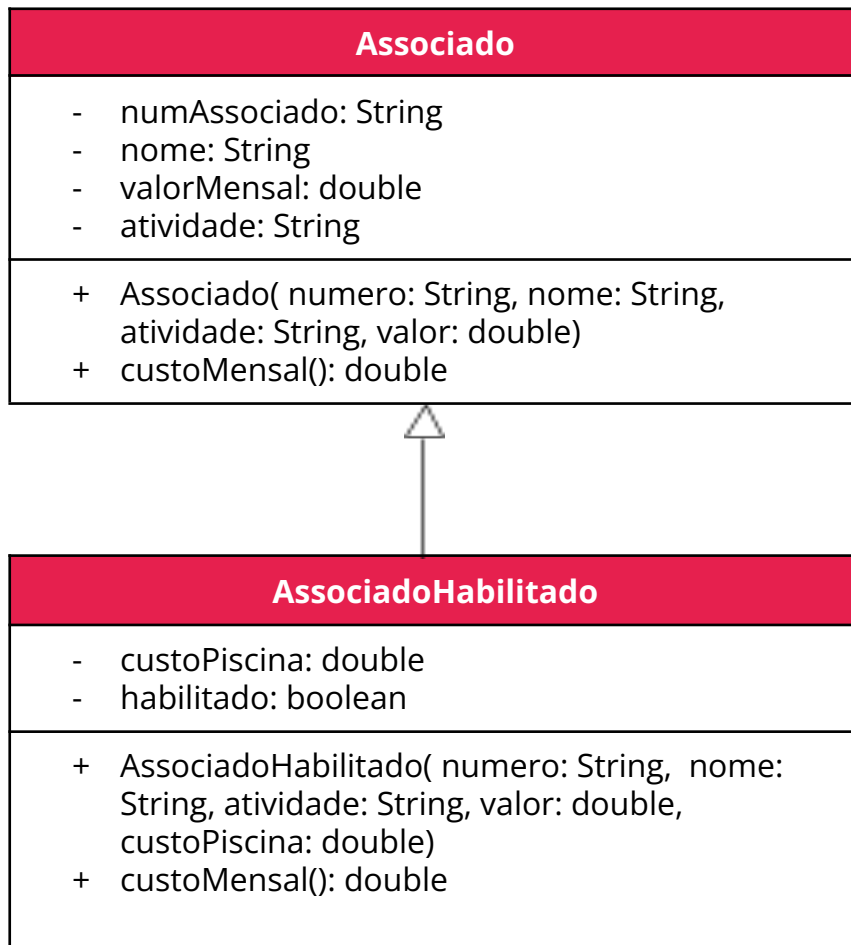 Associado
- numAssociado: String
- nome: String
- valorMensal: double
- atividade: String
+ Associado( numero: String, nome: String,
atividade: String, valor: double)
+ custoMensal(): double
AssociadoHabilitado
- custoPiscina: double
- habilitado: boolean
+ AssociadoHabilitado( numero: String, nome:
String, atividade: String, valor: double,
custoPiscina: double)
+ custoMensal(): double